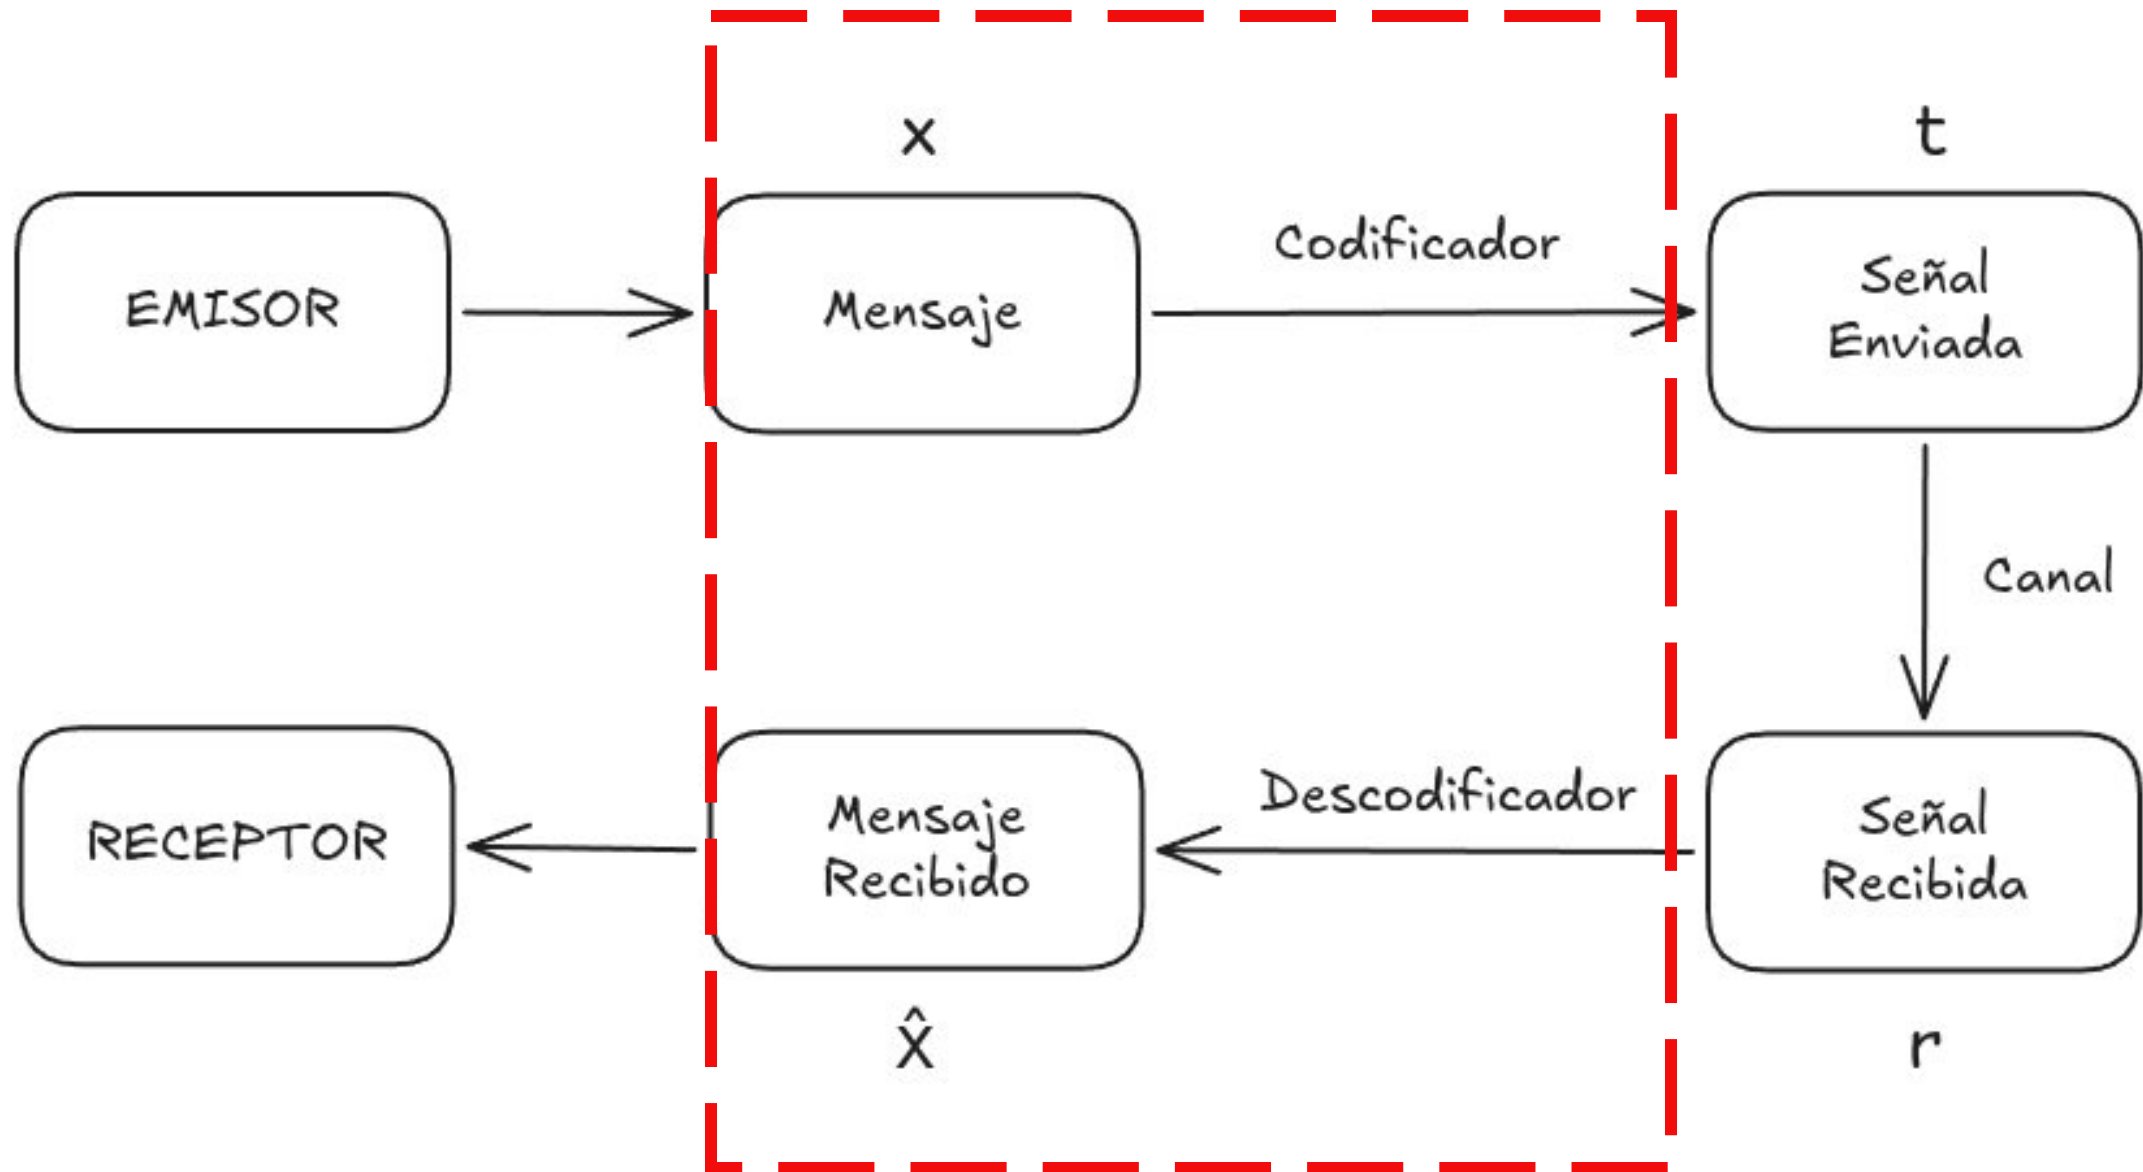 x
t
EMISOR
Mensaje
Codificador
Señal
Enviada
Canal
RECEPTOR
Mensaje
Recibido
Descodificador
Señal
Recibida
x̂
r